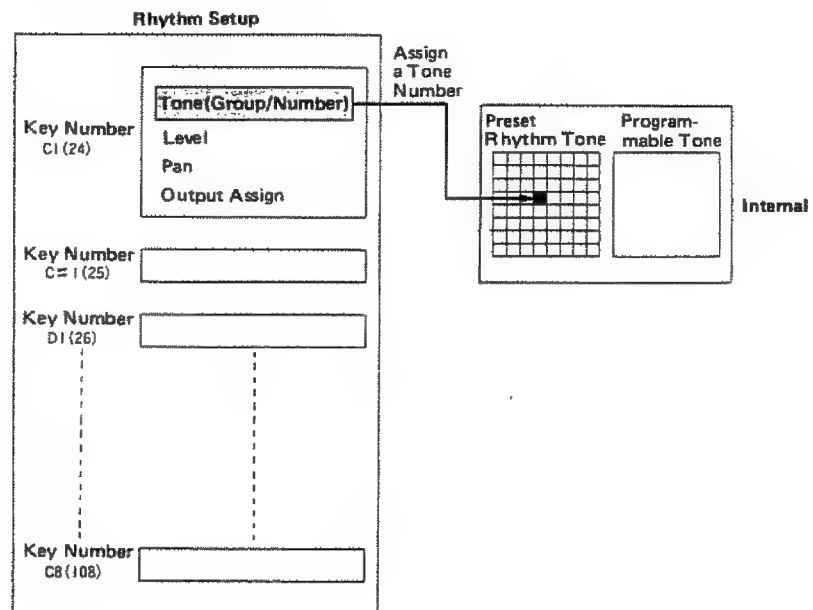 Rhythm Setup
Assign
a Tone
Number
Tone(Group/Number)
Key Number
C1(24)
Level
Pan
Output Assign
Preset
Rhythm Tone
Program-
mable Tone
Internal
Key Number
C♯1(25)
Key Number
D1(26)
Key Number
C8(108)